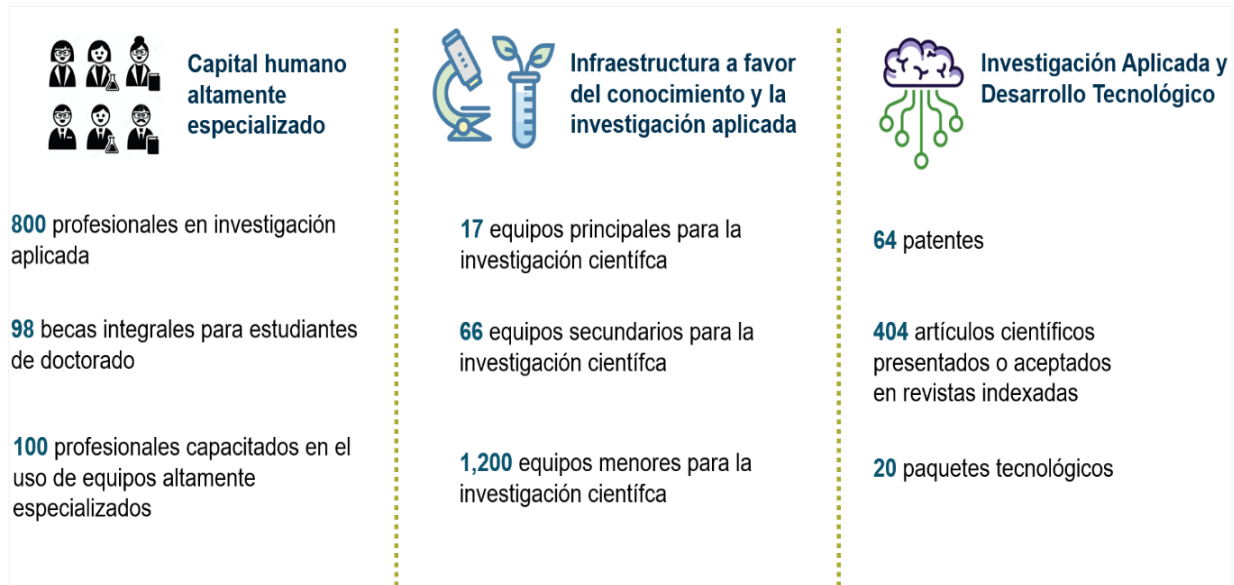 Capital humano
altamente
especializado
800 profesionales en investigación
aplicada
98 becas integrales para estudiantes
de doctorado
100 profesionales capacitados en el
uso de equipos altamente
especializados
Infraestructura a favor
del conocimiento y la
investigación aplicada
17 equipos principales para la
investigación científca
66 equipos secundarios para la
investigación científca
1,200 equipos menores para la
investigación científca
Investigación Aplicada y
Desarrollo Tecnológico
64 patentes
404 artículos científicos
presentados o aceptados
en revistas indexadas
20 paquetes tecnológicos